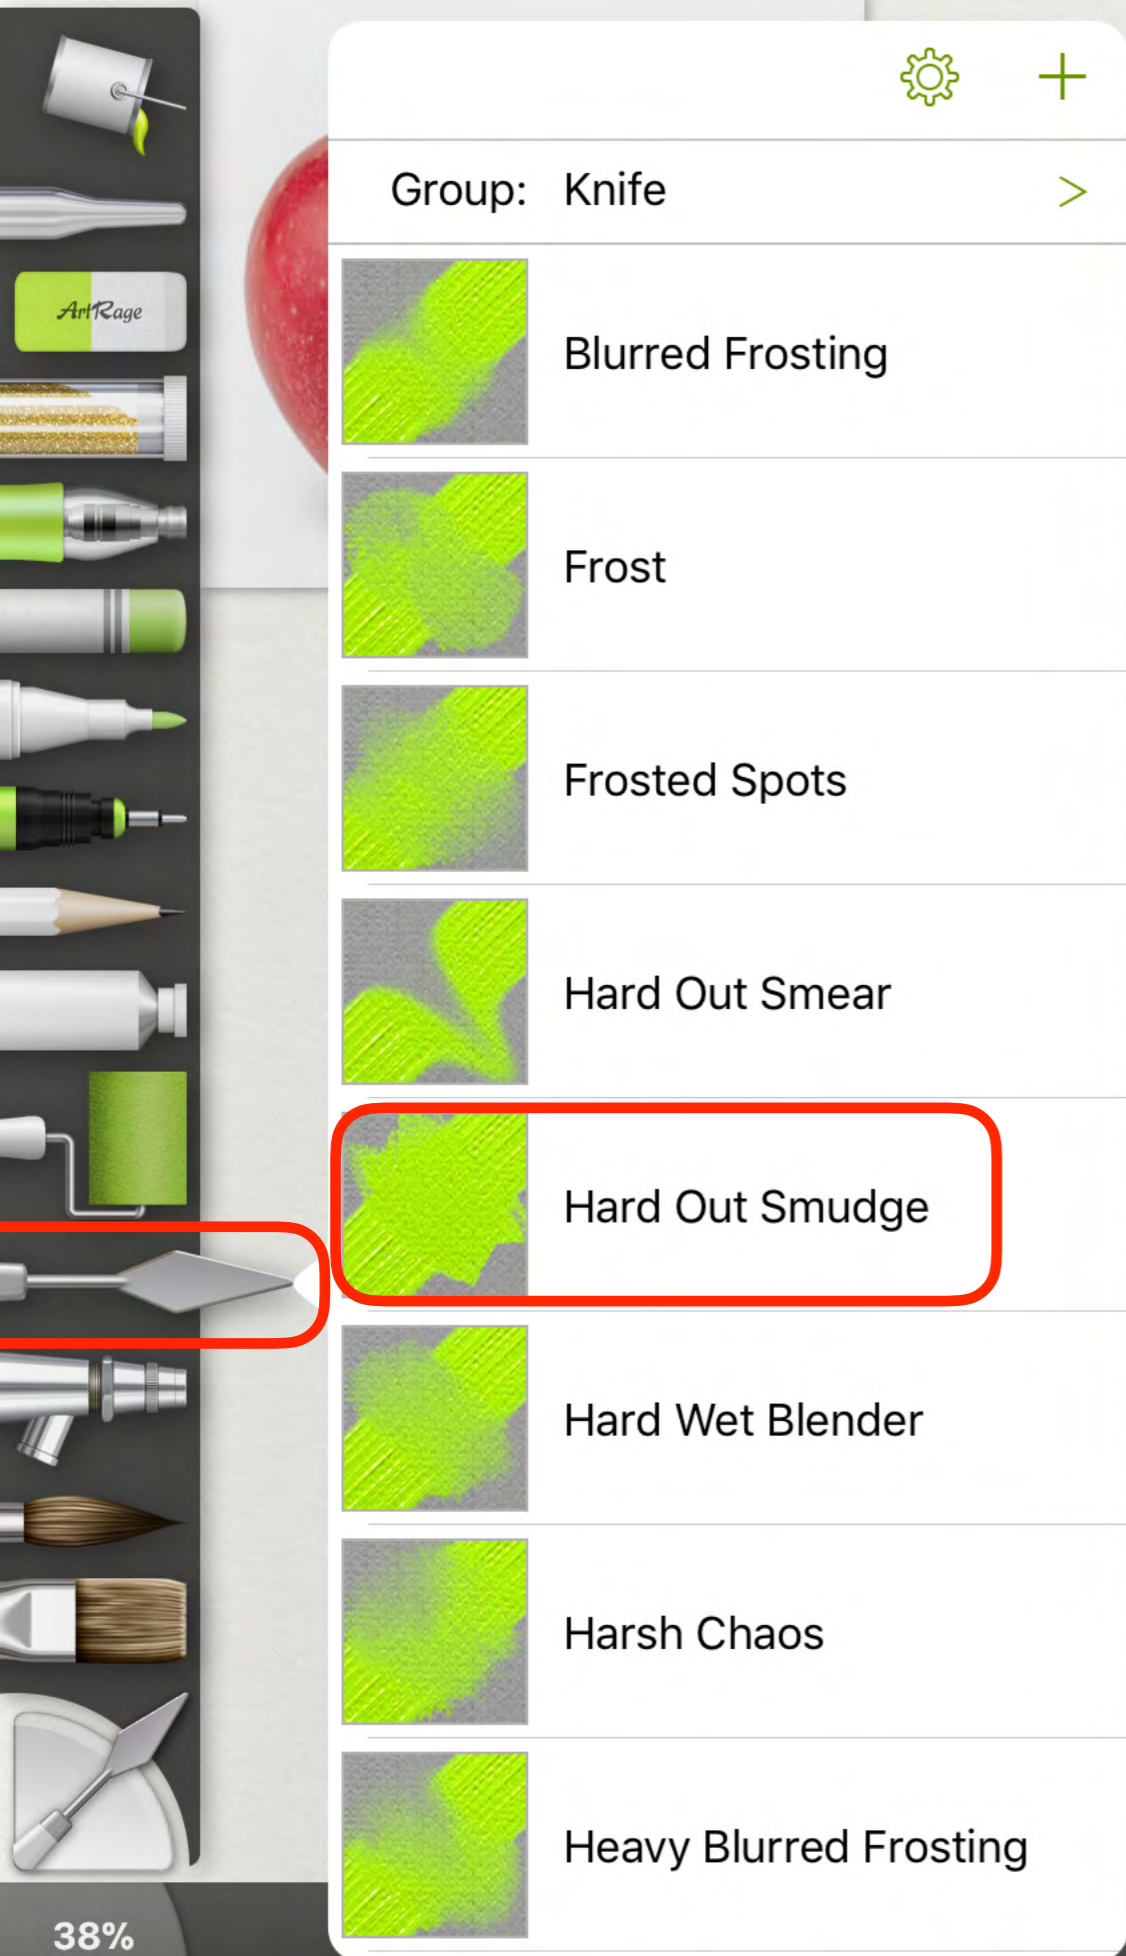 Group: Knife >
ArtRage
Blurred Frosting
Frost
Frosted Spots
Hard Out Smear
Hard Out Smudge
Hard Wet Blender
Harsh Chaos
Heavy Blurred Frosting
38%